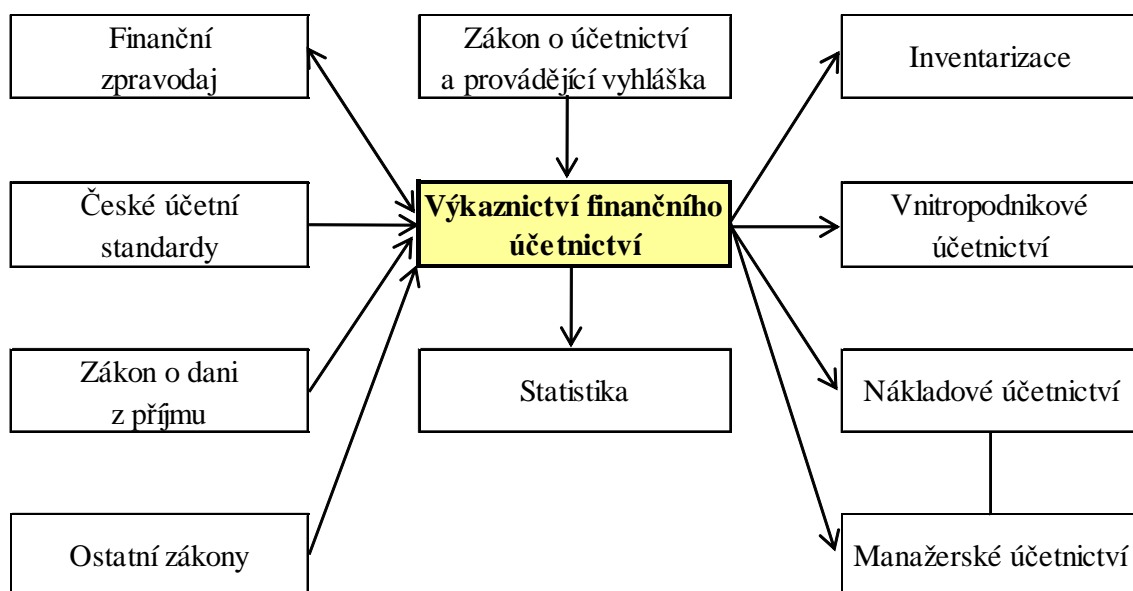 Finanční
zpravodaj
Zákon o účetnictví
a provádějící vyhláška
Inventarizace
České účetní
standardy
Výkaznictví finančního
účetnictví
Vnitropodnikové
účetnictví
Zákon o dani
z příjmu
Statistika
Nákladové účetnictví
Ostatní zákony
Manažerské účetnictví